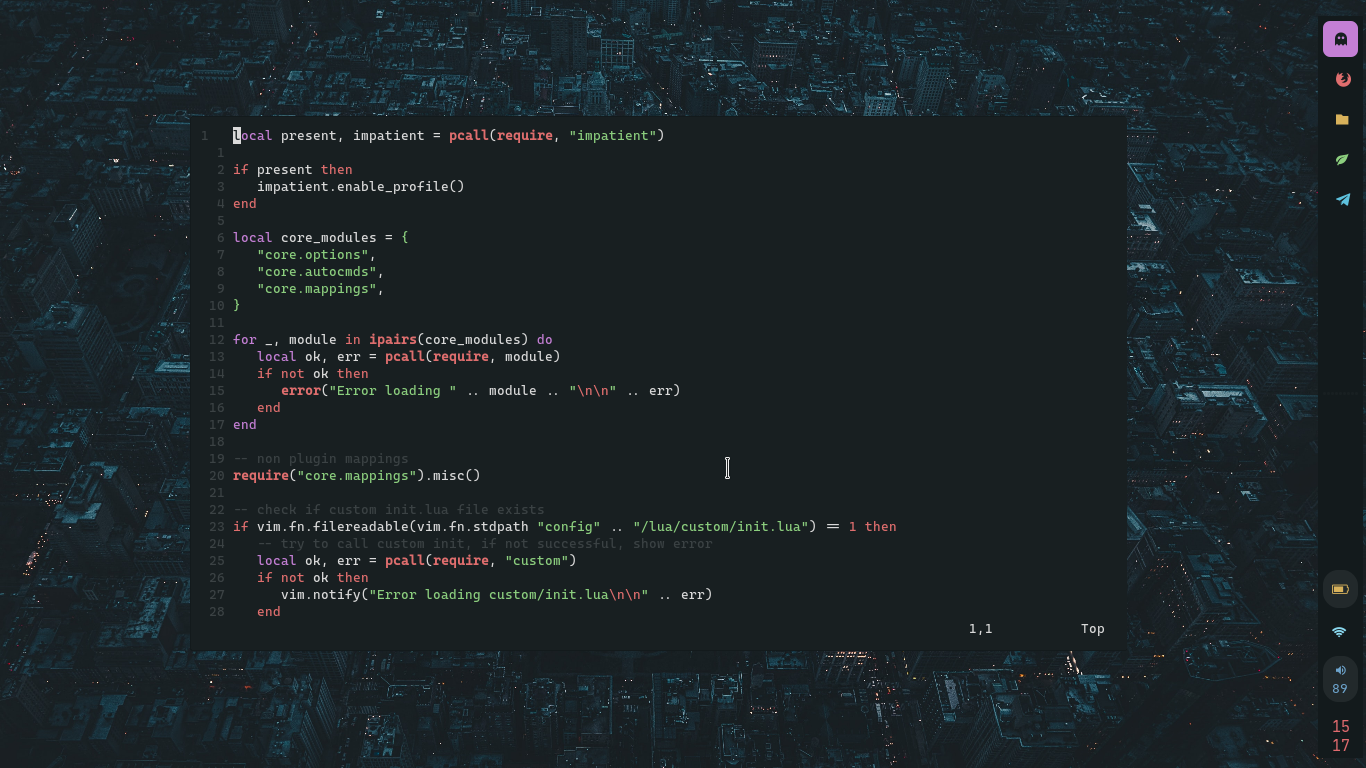 1 local present, impatient = pcall(require, "impatient")
1
2 if present then
3 impatient.enable_profile()
4 end
5
6 local core_modules = {
7 "core.options",
8 "core.autocmds",
9 "core.mappings",
10 }
11
12 for _, module in ipairs(core_modules) do
13 local ok, err = pcall(require, module)
14 if not ok then
15 error("Error loading " .. module .. "\n\n" .. err)
16 end
17 end
18
19 -- non plugin mappings
20 require("core.mappings").misc()
21
22 -- check if custom init.lua file exists
23 if vim.fn.filereadable(vim.fn.stdpath "config" .. "/lua/custom/init.lua") == 1 then
24 -- try to call custom init, if not successful, show error
25 local ok, err = pcall(require, "custom")
26 if not ok then
27 vim.notify("Error loading custom/init.lua\n\n" .. err)
28 end
1,1 Top
89
15
17